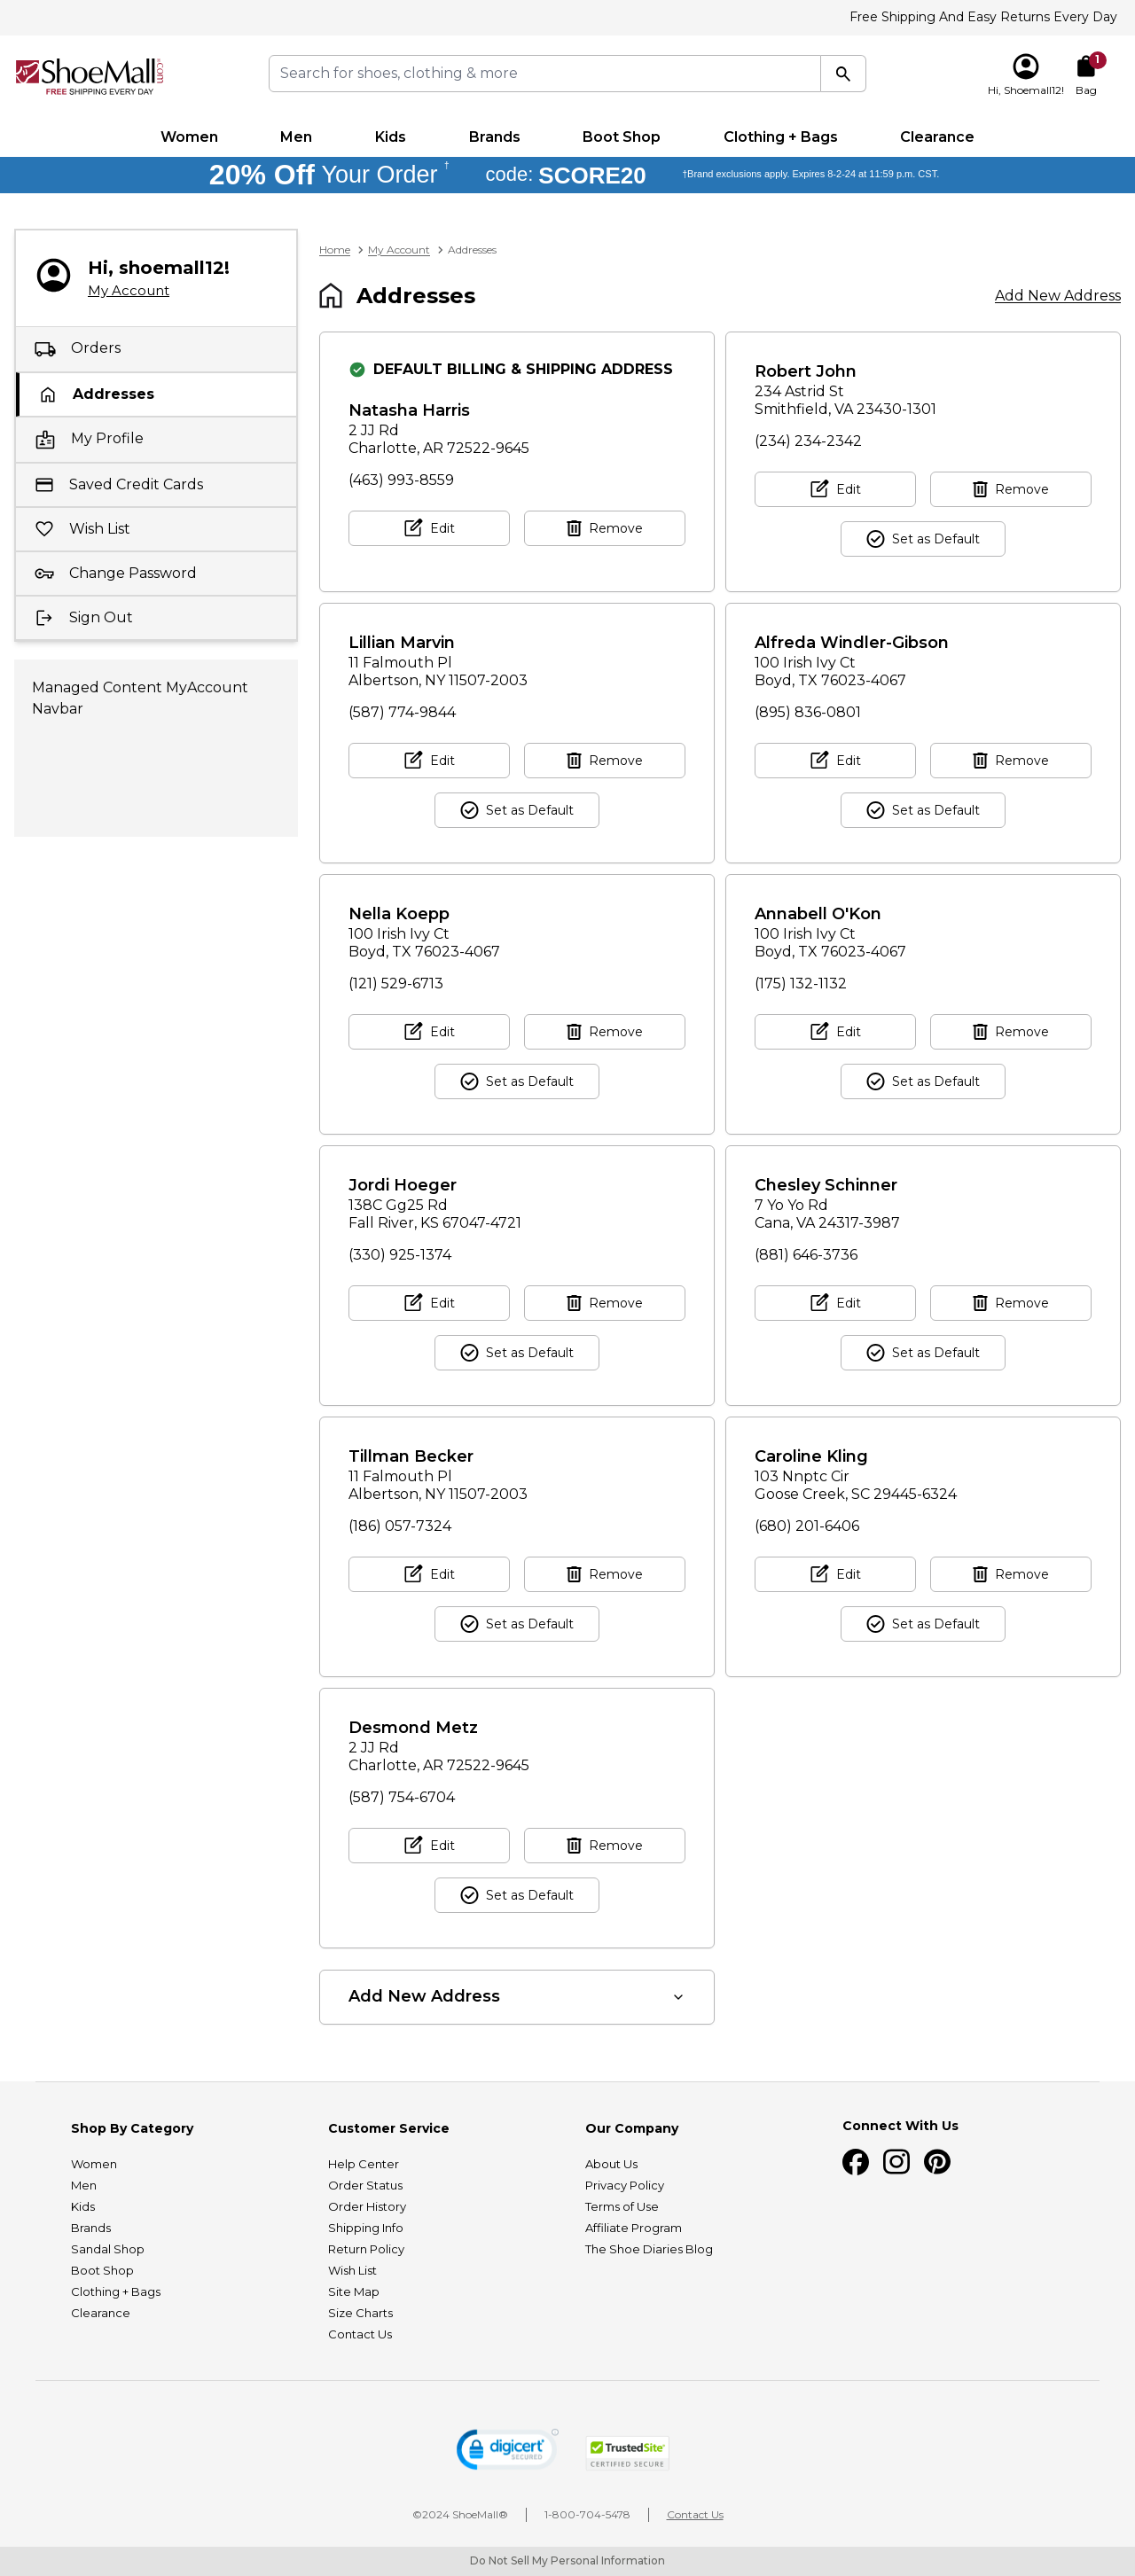 Free Shipping And Easy Returns Every Day
ShoeMall.com
FREE SHIPPING EVERY DAY
Search for shoes, clothing & more
Hi, Shoemall12!
1
Bag
Women Men Kids Brands Boot Shop Clothing + Bags Clearance
20% Off Your Order † code: SCORE20 †Brand exclusions apply. Expires 8-2-24 at 11:59 p.m. CST.
Hi, shoemall12!
My Account
Orders
Addresses
My Profile
Saved Credit Cards
Wish List
Change Password
Sign Out
Managed Content MyAccount
Navbar
Home > My Account > Addresses
Addresses
Add New Address
DEFAULT BILLING & SHIPPING ADDRESS
Natasha Harris
2 JJ Rd
Charlotte, AR 72522-9645
(463) 993-8559
Edit Remove
Robert John
234 Astrid St
Smithfield, VA 23430-1301
(234) 234-2342
Edit Remove
Set as Default
Lillian Marvin
11 Falmouth Pl
Albertson, NY 11507-2003
(587) 774-9844
Edit Remove
Set as Default
Alfreda Windler-Gibson
100 Irish Ivy Ct
Boyd, TX 76023-4067
(895) 836-0801
Edit Remove
Set as Default
Nella Koepp
100 Irish Ivy Ct
Boyd, TX 76023-4067
(121) 529-6713
Edit Remove
Set as Default
Annabell O'Kon
100 Irish Ivy Ct
Boyd, TX 76023-4067
(175) 132-1132
Edit Remove
Set as Default
Jordi Hoeger
138C Gg25 Rd
Fall River, KS 67047-4721
(330) 925-1374
Edit Remove
Set as Default
Chesley Schinner
7 Yo Yo Rd
Cana, VA 24317-3987
(881) 646-3736
Edit Remove
Set as Default
Tillman Becker
11 Falmouth Pl
Albertson, NY 11507-2003
(186) 057-7324
Edit Remove
Set as Default
Caroline Kling
103 Nnptc Cir
Goose Creek, SC 29445-6324
(680) 201-6406
Edit Remove
Set as Default
Desmond Metz
2 JJ Rd
Charlotte, AR 72522-9645
(587) 754-6704
Edit Remove
Set as Default
Add New Address
Shop By Category
Women
Men
Kids
Brands
Sandal Shop
Boot Shop
Clothing + Bags
Clearance
Customer Service
Help Center
Order Status
Order History
Shipping Info
Return Policy
Wish List
Site Map
Size Charts
Contact Us
Our Company
About Us
Privacy Policy
Terms of Use
Affiliate Program
The Shoe Diaries Blog
Connect With Us
digicert
SECURED
TrustedSite
CERTIFIED SECURE
©2024 ShoeMall® | 1-800-704-5478 | Contact Us
Do Not Sell My Personal Information